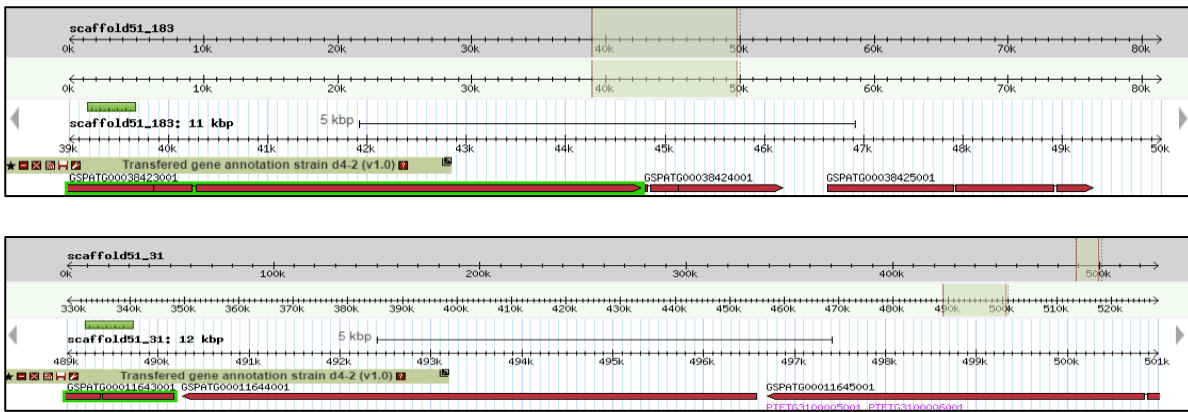 scaffold51_183
0k 10k 20k 30k 40k 50k 60k 70k 80k
0k 10k 20k 30k 40k 50k 60k 70k 80k
scaffold51_183: 11 kbp 5 kbp
39k 40k 41k 42k 43k 44k 45k 46k 47k 48k 49k 50k
Transfered gene annotation strain d4-2 (v1.0) ?
GSPATG00038423001 GSPATG00038424001 GSPATG00038425001
scaffold51_31
0k 100k 200k 300k 400k 500k
330k 340k 350k 360k 370k 380k 390k 400k 410k 420k 430k 440k 450k 460k 470k 480k 490k 500k 510k 520k
scaffold51_31: 12 kbp 5 kbp
489k 490k 491k 492k 493k 494k 495k 496k 497k 498k 499k 500k 501k
Transfered gene annotation strain d4-2 (v1.0) ?
GSPATG00011643001 GSPATG00011644001 GSPATG00011645001
PTETG3100005001 PTETG3100006001